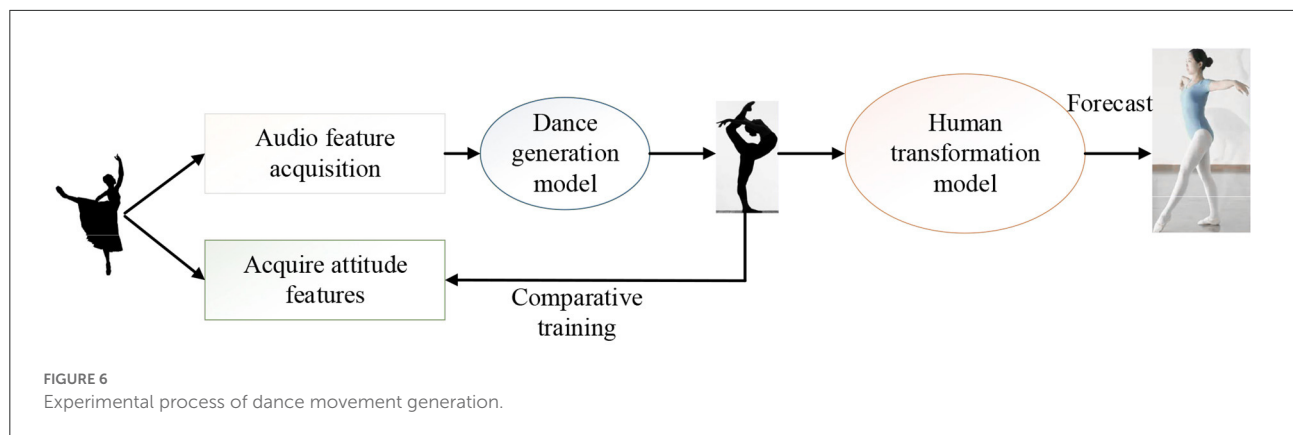 Audio feature
acquisition
Dance
generation
model
Human
transformation
model
Forecast
Acquire attitude
features
Comparative
training
FIGURE 6
Experimental process of dance movement generation.